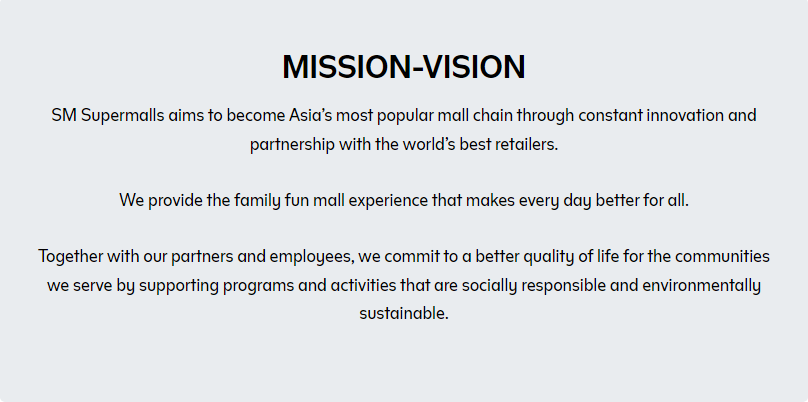 MISSION-VISION
SM Supermalls aims to become Asia’s most popular mall chain through constant innovation and
partnership with the world’s best retailers.
We provide the family fun mall experience that makes every day better for all.
Together with our partners and employees, we commit to a better quality of life for the communities
we serve by supporting programs and activities that are socially responsible and environmentally
sustainable.